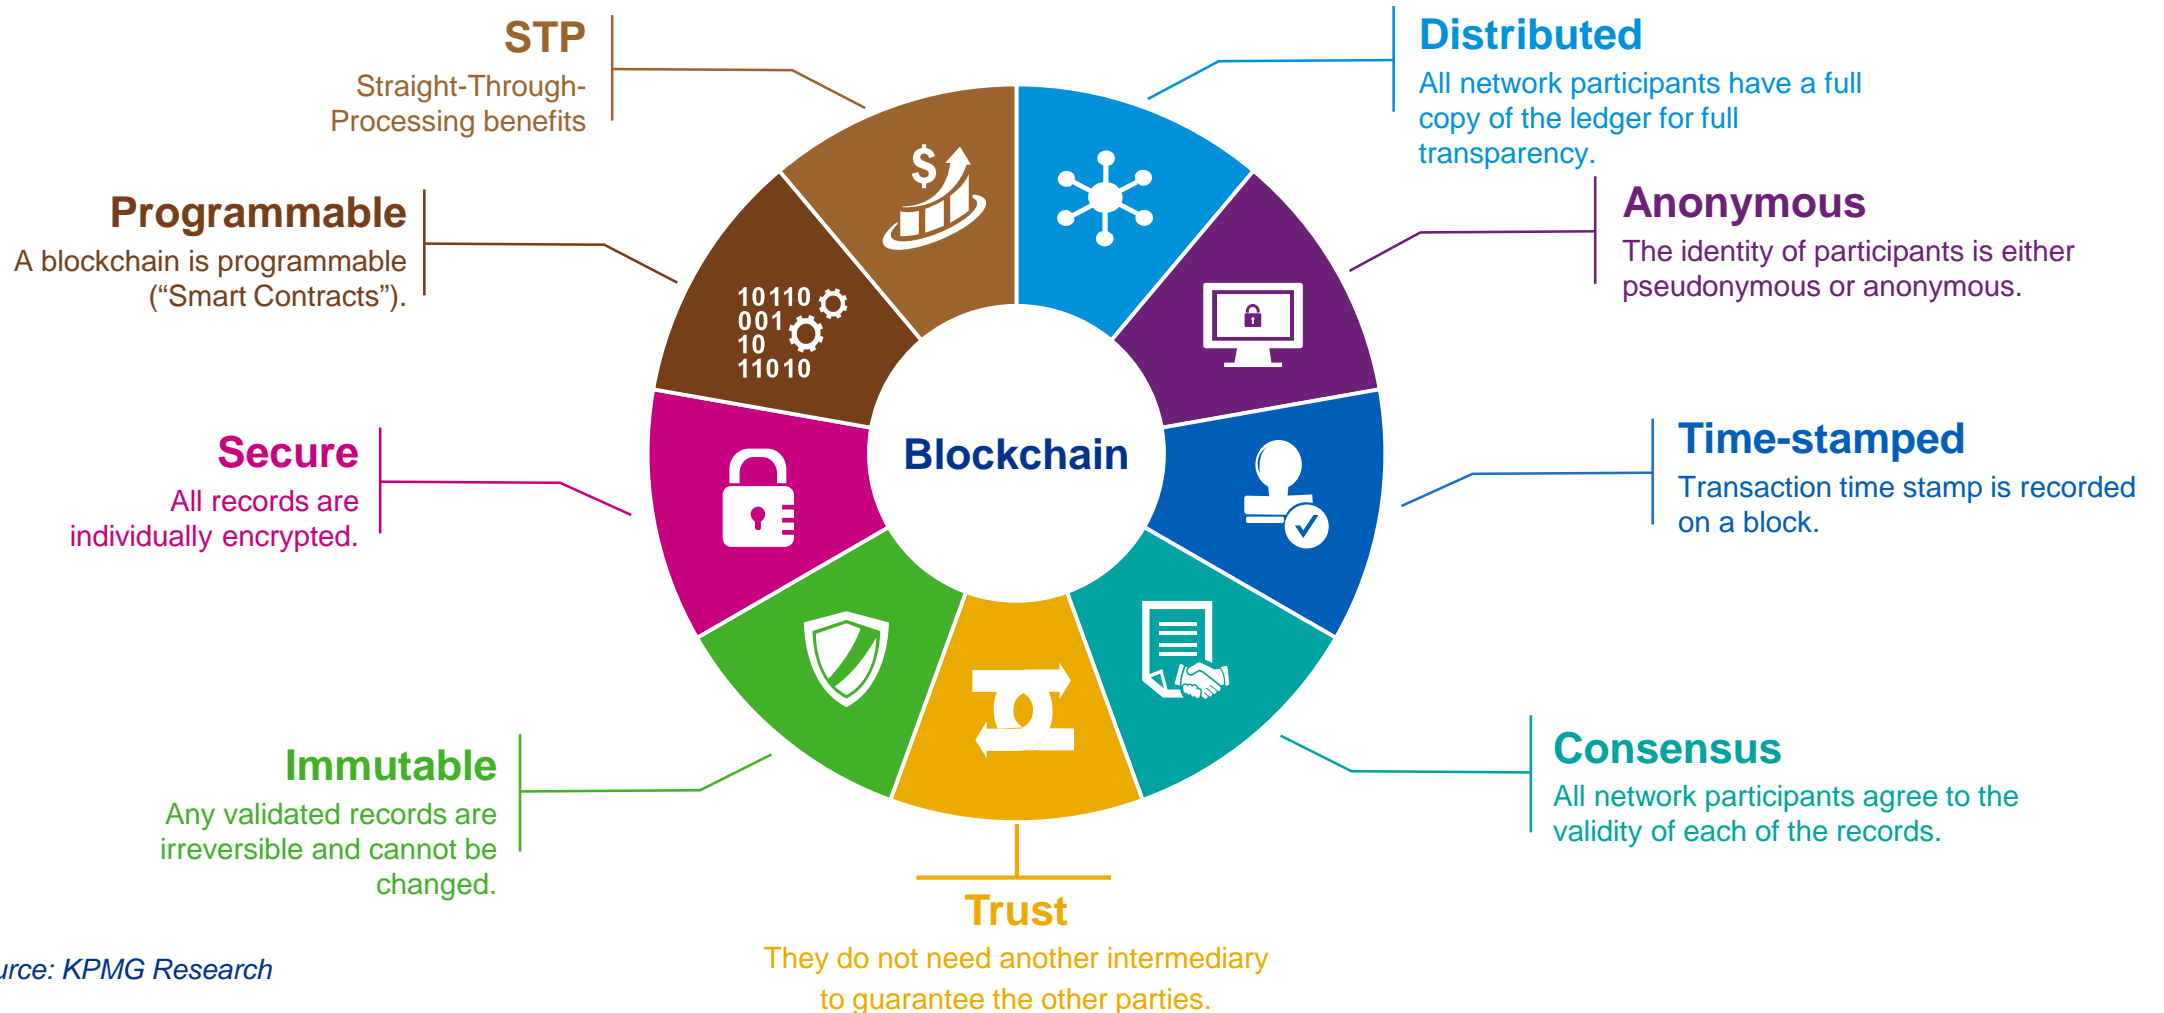 STP
Straight-Through-
Processing benefits
Distributed
All network participants have a full
copy of the ledger for full
transparency.
Programmable
A blockchain is programmable
(“Smart Contracts”).
Anonymous
The identity of participants is either
pseudonymous or anonymous.
$
10110
001
10
11010
Secure
All records are
individually encrypted.
Blockchain
Time-stamped
Transaction time stamp is recorded
on a block.
Immutable
Any validated records are
irreversible and cannot be
changed.
Consensus
All network participants agree to the
validity of each of the records.
Trust
They do not need another intermediary
to guarantee the other parties.
urce: KPMG Research